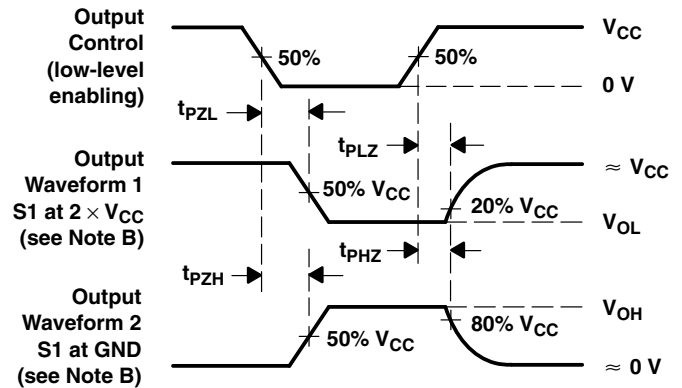 Output
Control
(low-level
enabling)
50%
50%
VCC
0 V
tPZL
tPLZ
Output
Waveform 1
S1 at 2 × VCC
(see Note B)
50% VCC
20% VCC
≈ VCC
VOL
tPZH
tPHZ
Output
Waveform 2
S1 at GND
(see Note B)
50% VCC
80% VCC
VOH
≈ 0 V